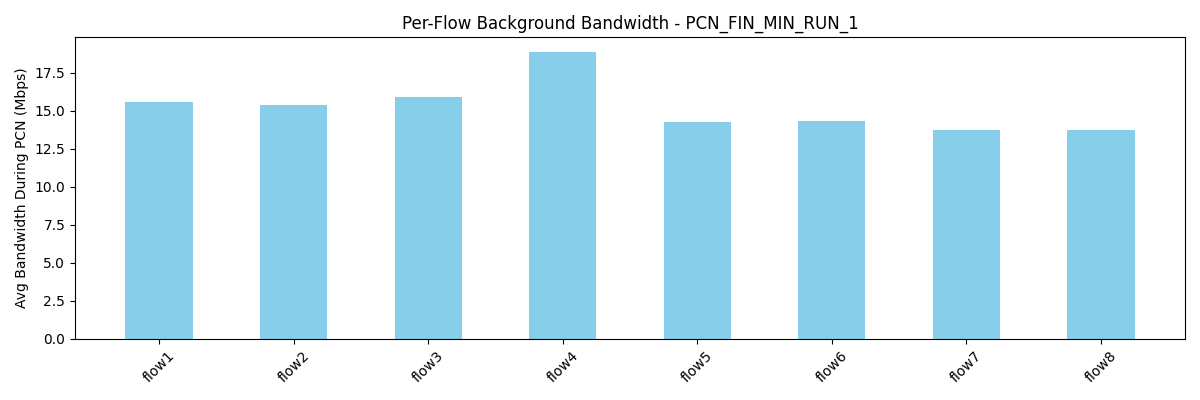 Per-Flow Background Bandwidth - PCN_FIN_MIN_RUN_1
Avg Bandwidth During PCN (Mbps)
17.5
15.0
12.5
10.0
7.5
5.0
2.5
0.0
flow1
flow2
flow3
flow4
flow5
flow6
flow7
flow8